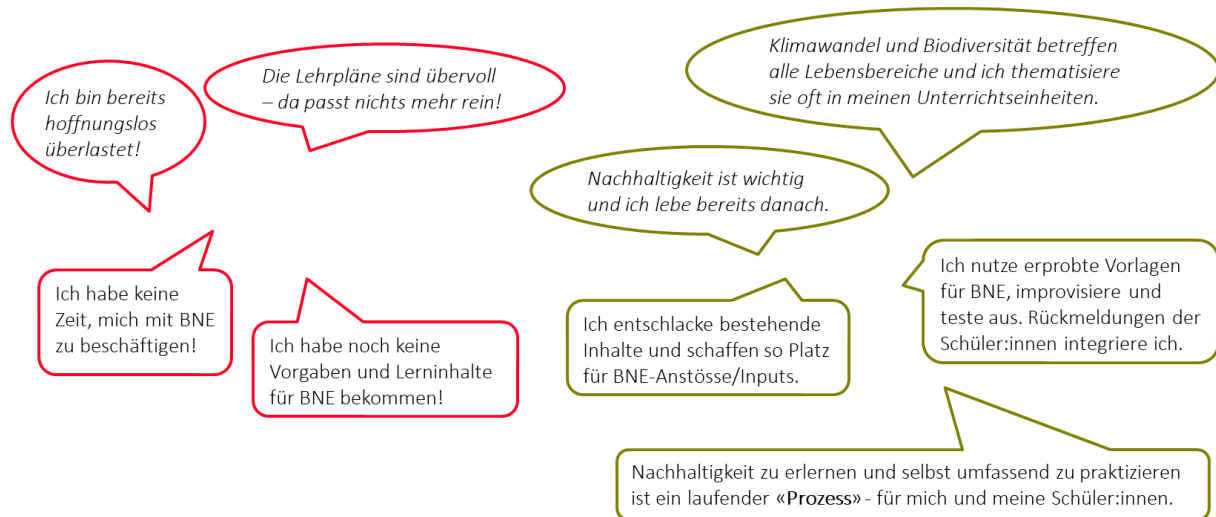 Ich bin bereits
hoffnungslos
überlastet!
Die Lehrpläne sind übervoll
– da passt nichts mehr rein!
Klimawandel und Biodiversität betreffen
alle Lebensbereiche und ich thematisiere
sie oft in meinen Unterrichtseinheiten.
Nachhaltigkeit ist wichtig
und ich lebe bereits danach.
Ich habe keine
Zeit, mich mit BNE
zu beschäftigen!
Ich habe noch keine
Vorgaben und Lerninhalte
für BNE bekommen!
Ich entschlacke bestehende
Inhalte und schaffen so Platz
für BNE-Anstösse/Inputs.
Ich nutze erprobte Vorlagen
für BNE, improvisiere und
teste aus. Rückmeldungen der
Schüler:innen integriere ich.
Nachhaltigkeit zu erlernen und selbst umfassend zu praktizieren
ist ein laufender «Prozess» - für mich und meine Schüler:innen.